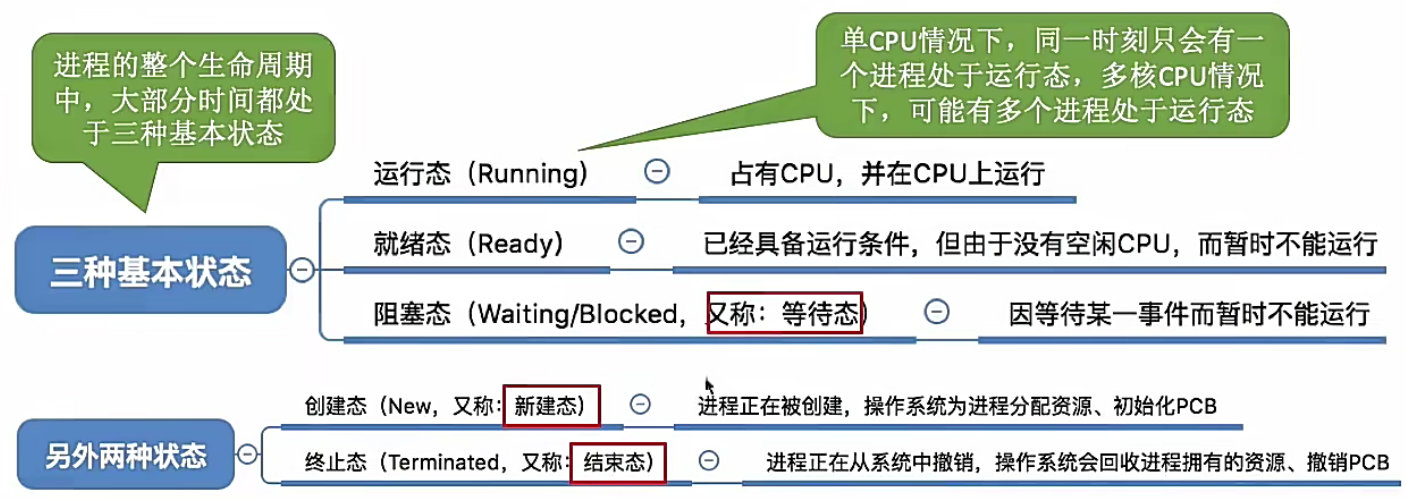 进程的整个生命周期
中，大部分时间都处
于三种基本状态
单CPU情况下，同一时刻只会有一
个进程处于运行态，多核CPU情况
下，可能有多个进程处于运行态
三种基本状态
运行态（Running）
占有CPU，并在CPU上运行
就绪态（Ready）
已经具备运行条件，但由于没有空闲CPU，而暂时不能运行
阻塞态（Waiting/Blocked，又称：等待态）
因等待某一事件而暂时不能运行
另外两种状态
创建态（New，又称：新建态）
进程正在被创建，操作系统为进程分配资源、初始化PCB
终止态（Terminated，又称：结束态）
进程正在从系统中撤销，操作系统会回收进程拥有的资源、撤销PCB